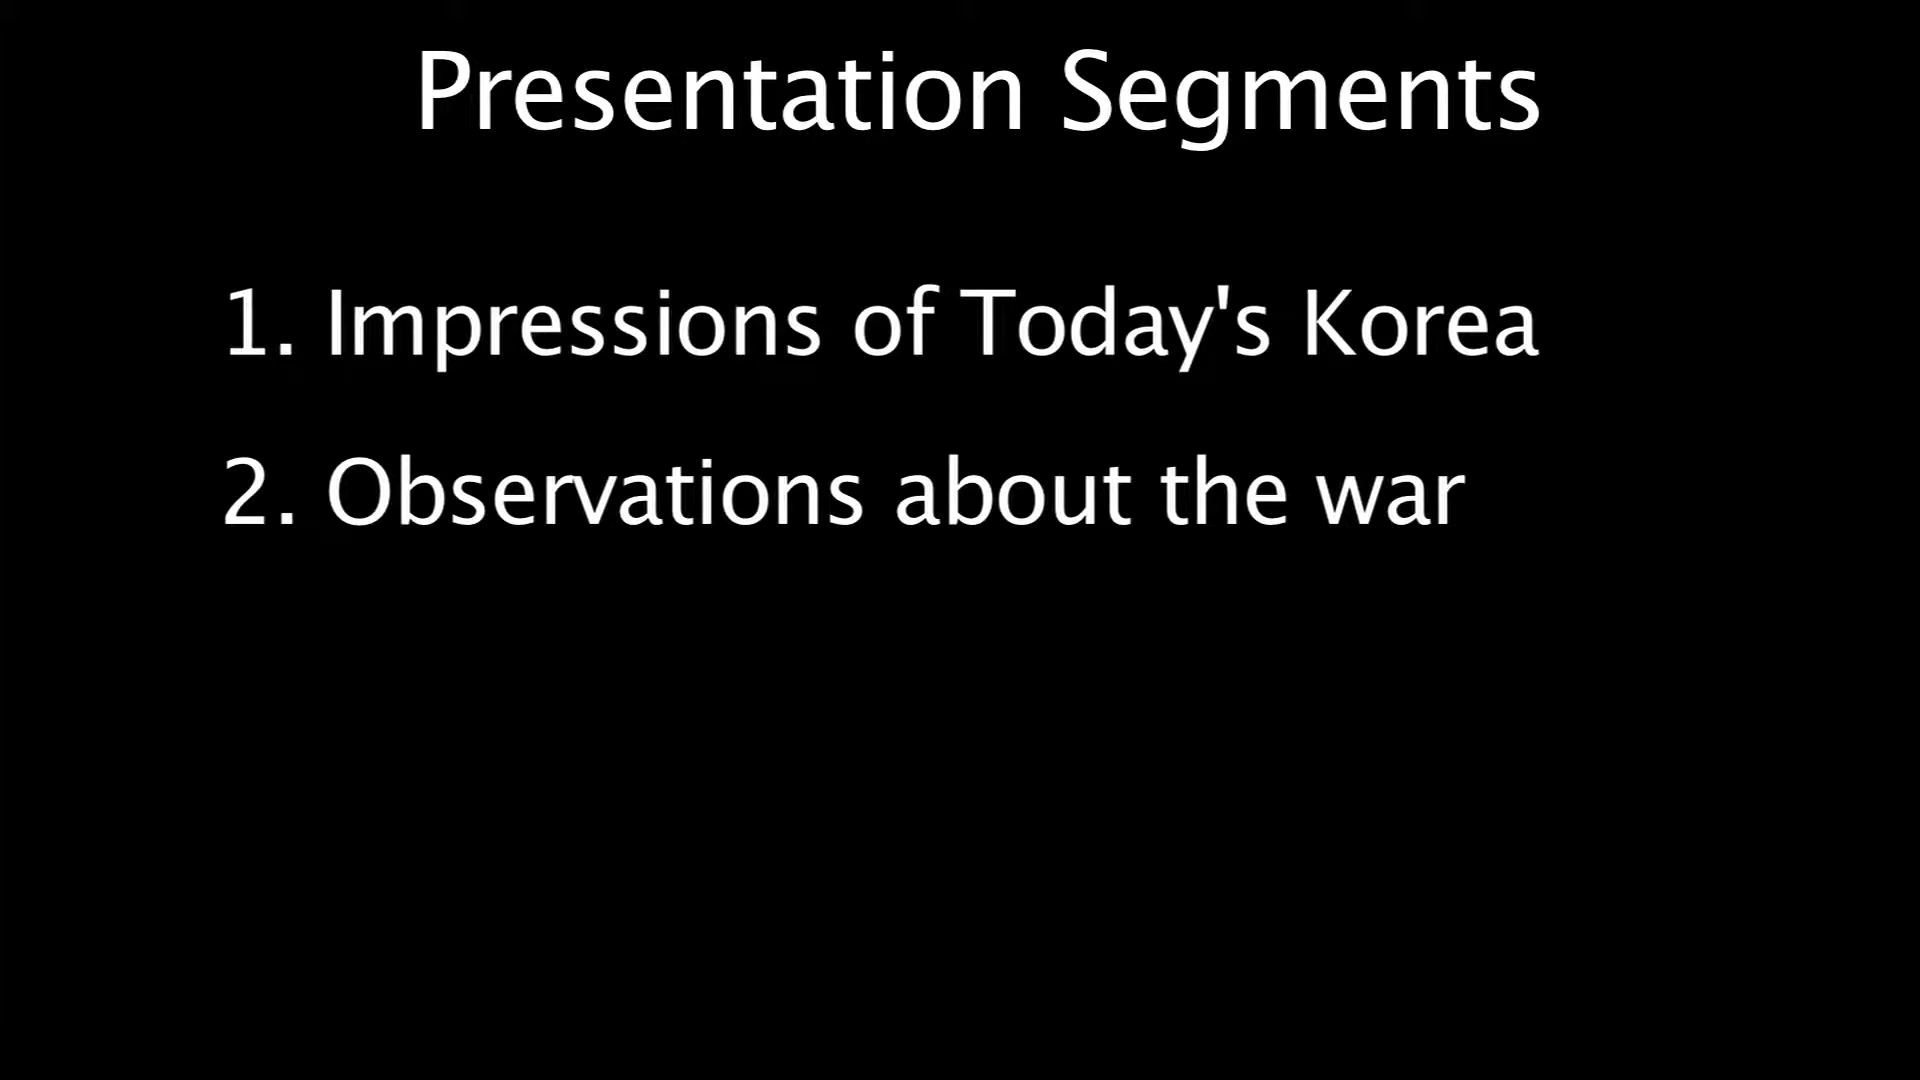 Presentation Segments
1. Impressions of Today's Korea
2. Observations about the war